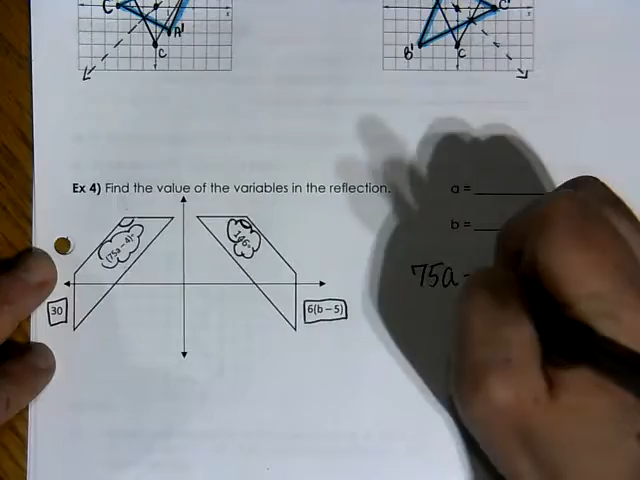 x
C'
A'
C
C'
B'
C
Ex 4) Find the value of the variables in the reflection.
a =
b =
(75a – 4)°
146°
75a -
30
6(b – 5)